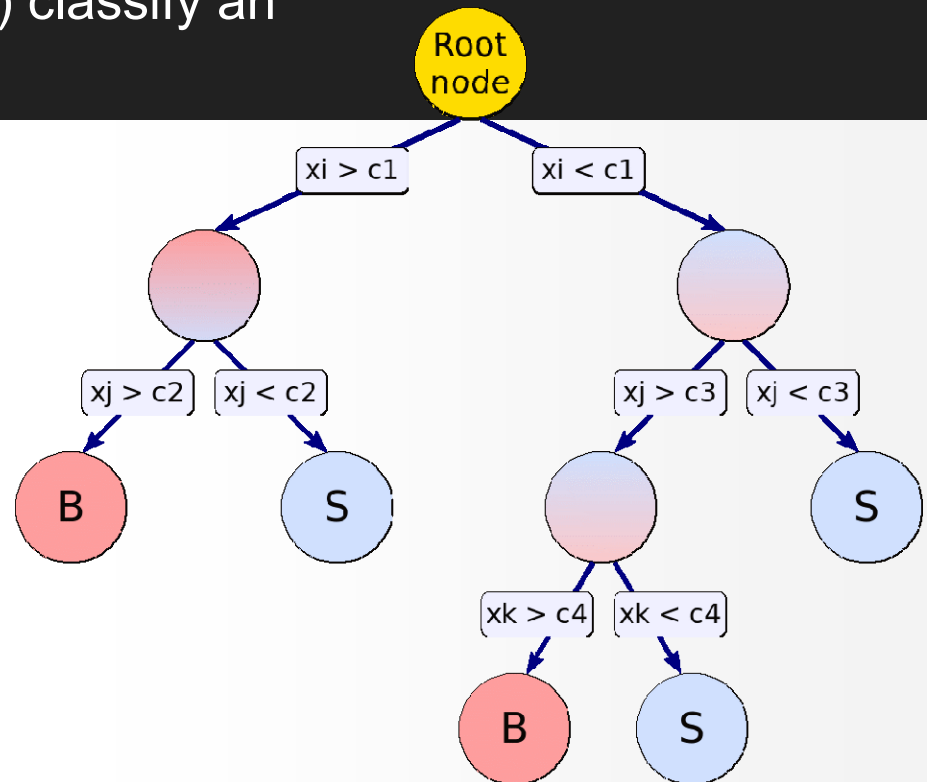 ) classify an
Root
node
xi > c1
xi < c1
xj > c2
xj < c2
xj > c3
xj < c3
B
S
S
xk > c4
xk < c4
B
S